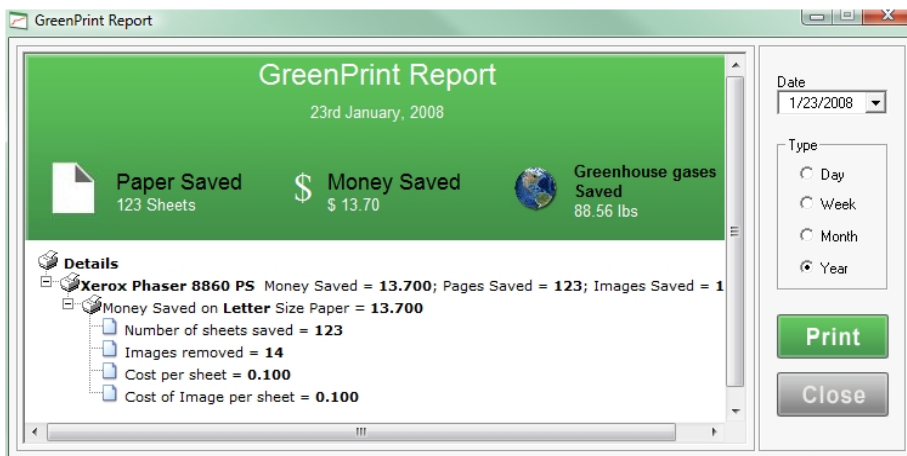 GreenPrint Report
GreenPrint Report
23rd January, 2008
Paper Saved
123 Sheets
$ Money Saved
$ 13.70
Greenhouse gases
Saved
88.56 lbs
Details
Xerox Phaser 8860 PS Money Saved = 13.700; Pages Saved = 123; Images Saved = 1
Money Saved on Letter Size Paper = 13.700
Number of sheets saved = 123
Images removed = 14
Cost per sheet = 0.100
Cost of Image per sheet = 0.100
Date
1/23/2008
Type
Day
Week
Month
Year
Print
Close